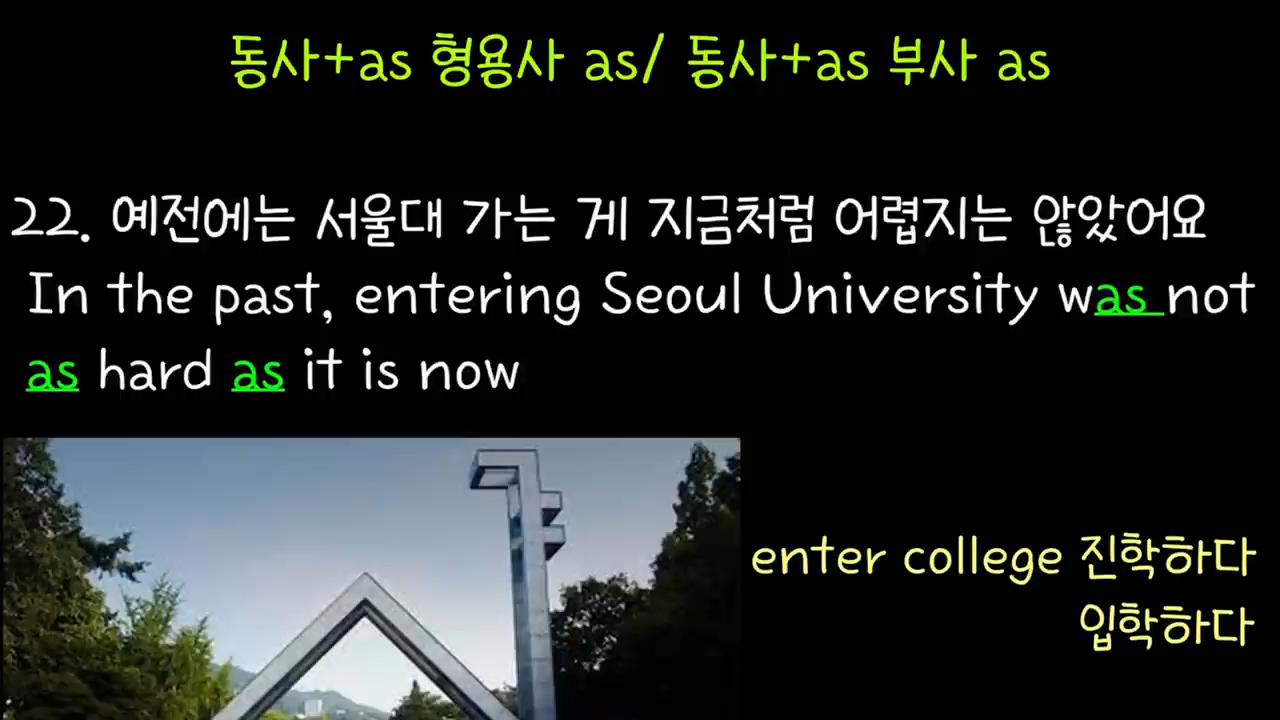 동사+as 형용사 as/ 동사+as 부사 as
22. 예전에는 서울대 가는 게 지금처럼 어렵지는 않았어요
In the past, entering Seoul University was not
as hard as it is now
enter college 진학하다
입학하다